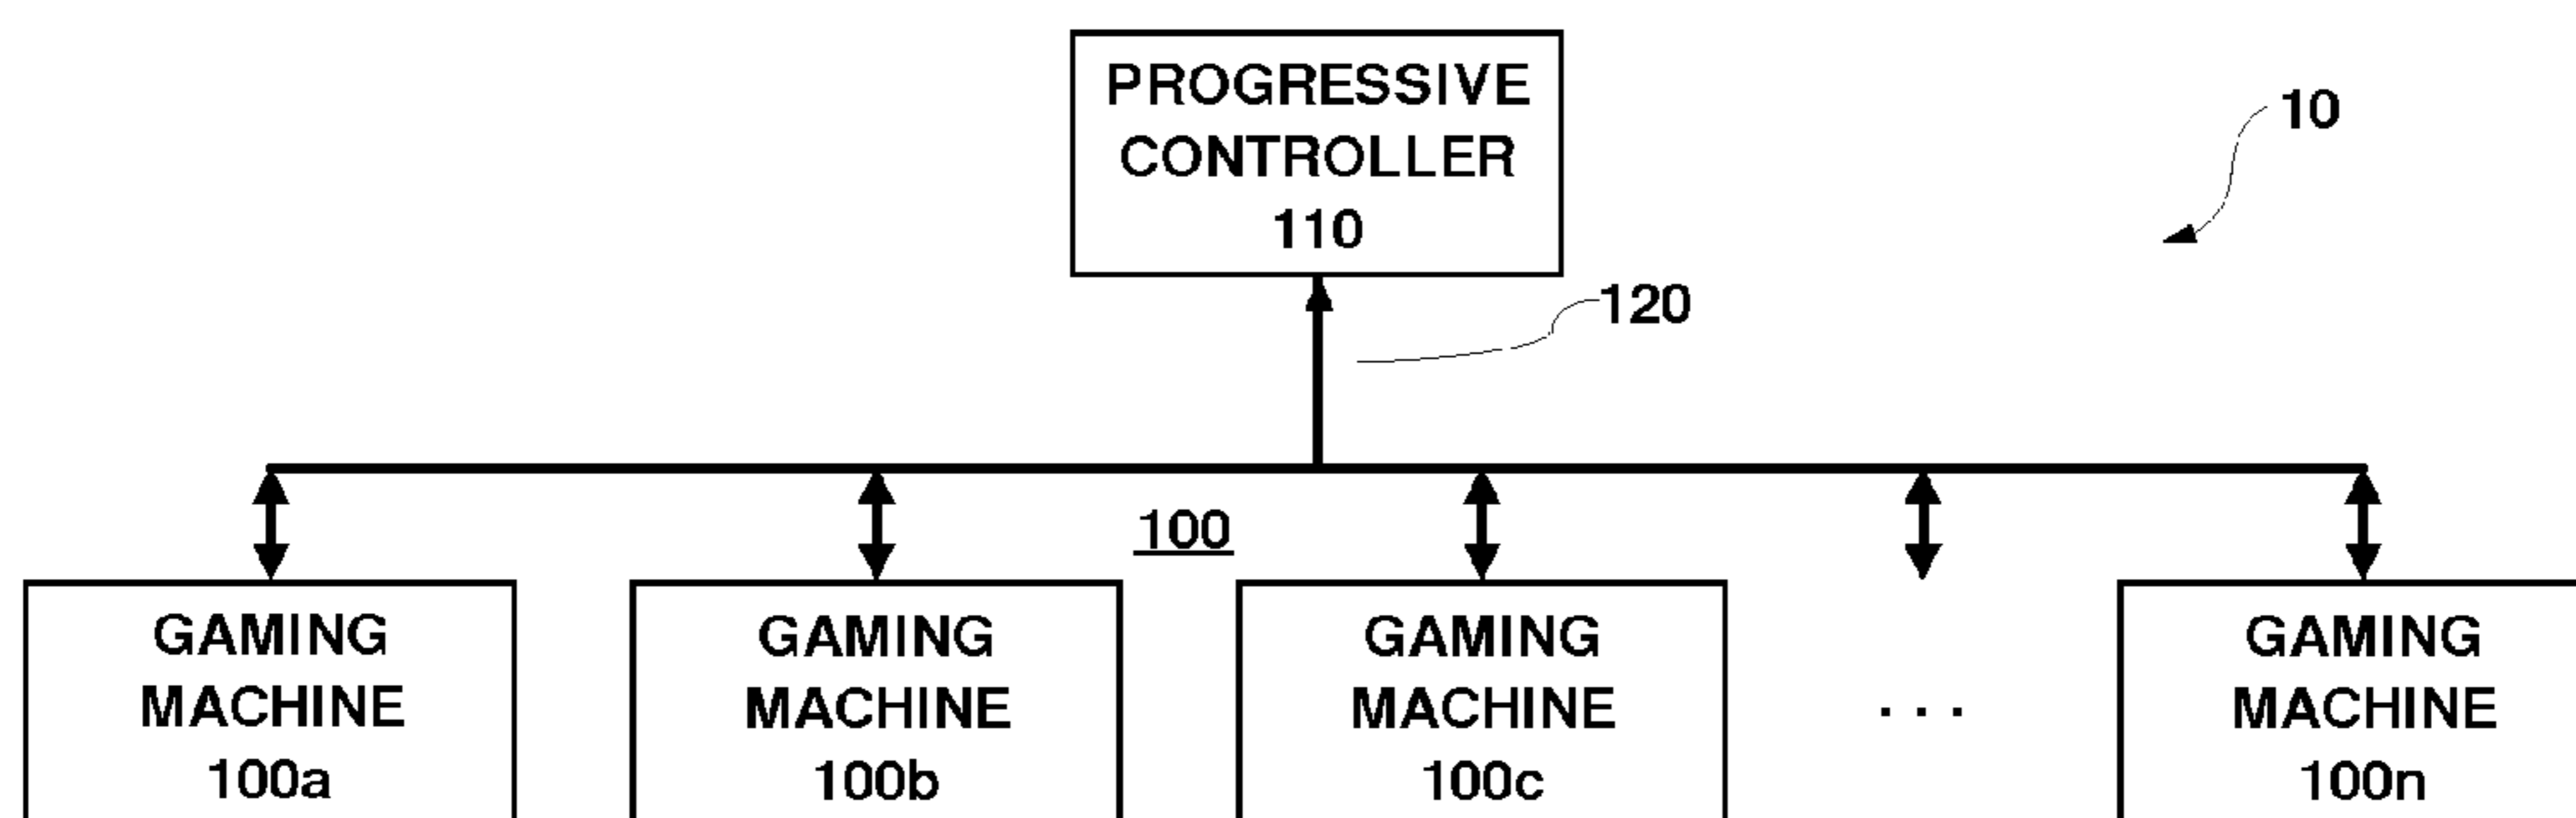 PROGRESSIVE
CONTROLLER
110
10
120
100
GAMING
MACHINE
100a
GAMING
MACHINE
100b
GAMING
MACHINE
100c
. . .
GAMING
MACHINE
100n